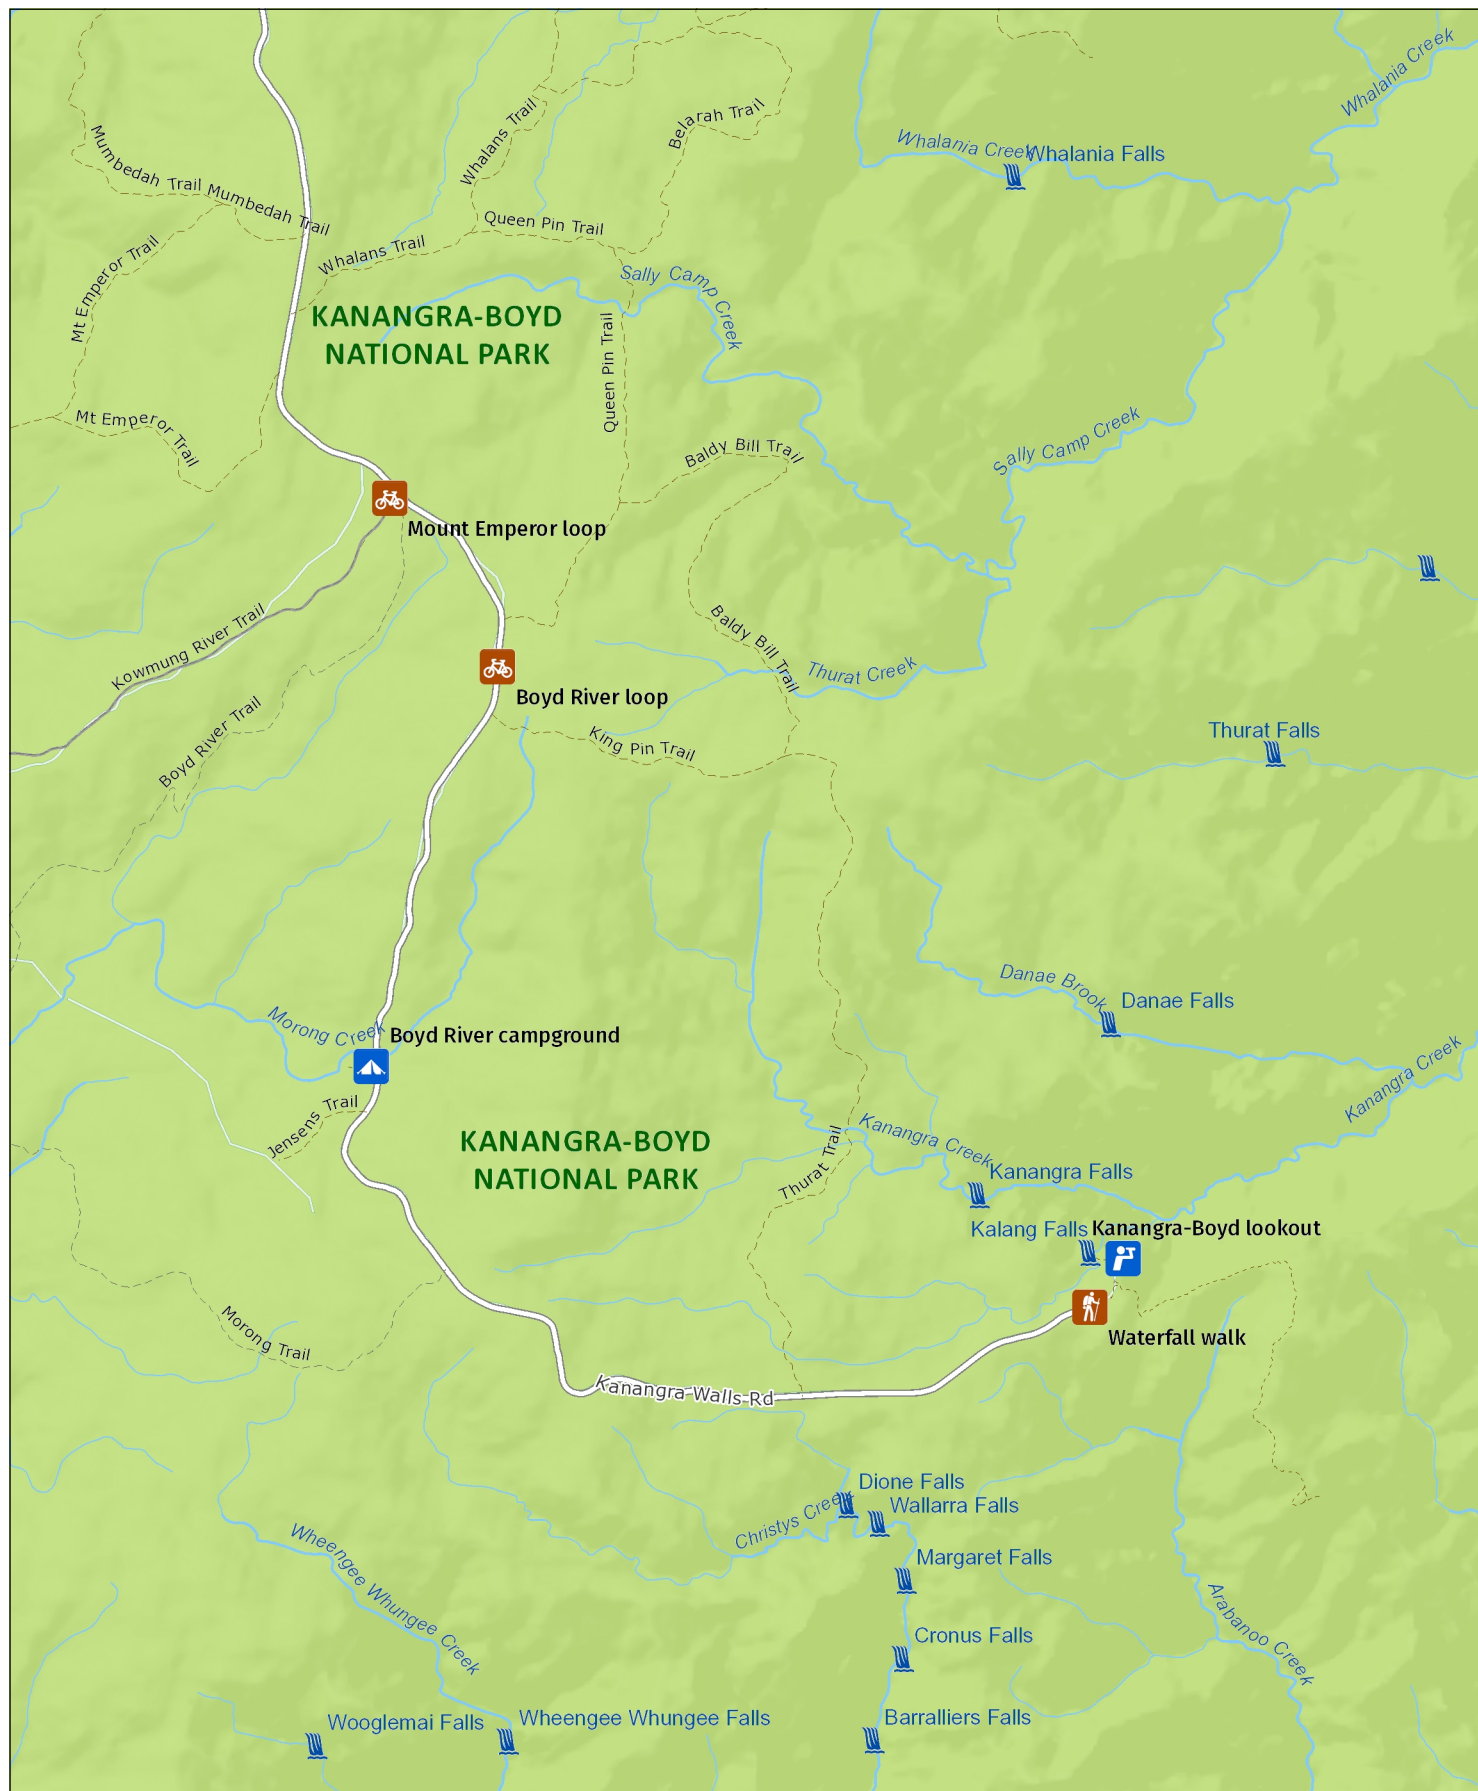 Whalania Creek
Whalans Trail
Belarah Trail
Mumbedah Trail
Mumbedah Trail
Whalania Creek
Whalania Falls
Queen Pin Trail
Mt Emperor Trail
Whalans Trail
Sally Camp Creek
KANANGRA-BOYD
NATIONAL PARK
Queen Pin Trail
Mt Emperor Trail
Baldy Bill Trail
Sally Camp Creek
Mount Emperor loop
Kowmung River Trail
Baldy Bill Trail
Thurat Creek
Boyd River loop
Boyd River Trail
King Pin Trail
Thurat Falls
Danae Brook
Danae Falls
Morong Creek
Boyd River campground
Kanangra Creek
Jensens Trail
KANANGRA-BOYD
NATIONAL PARK
Thurat Trail
Kanangra Creek
Kanangra Falls
Kalang Falls
Kanangra-Boyd lookout
Morong Trail
Waterfall walk
Kanangra Walls Rd
Dione Falls
Christys Creek
Wallarra Falls
Margaret Falls
Wheengee Whungee Creek
Arabanoo Creek
Cronus Falls
Wooglemai Falls
Wheengee Whungee Falls
Barralliers Falls